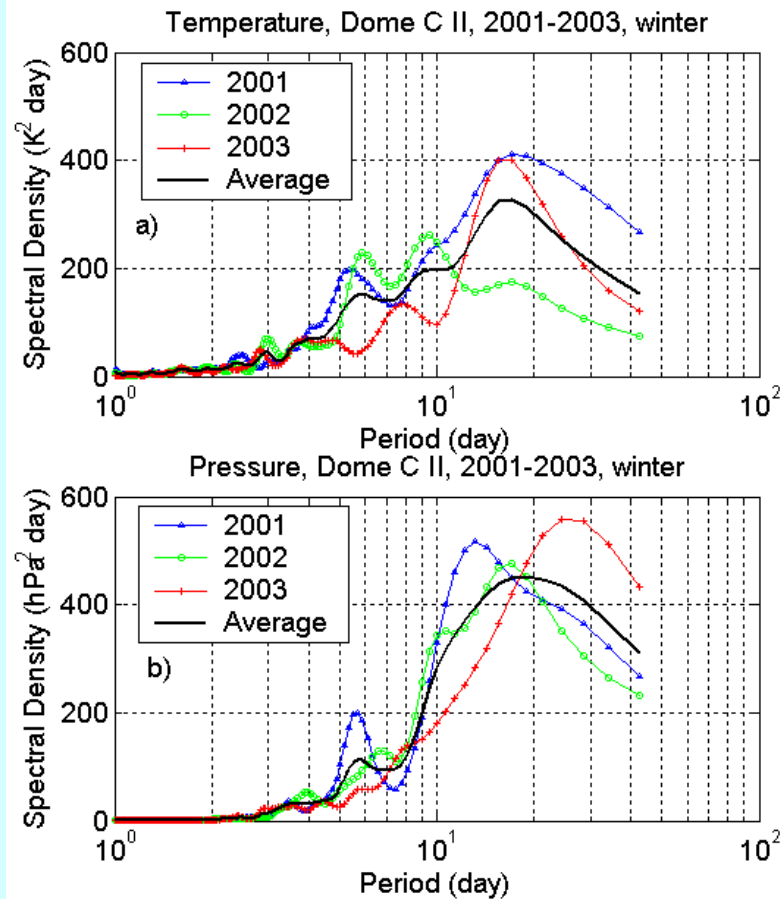 Temperature, Dome C II, 2001-2003, winter
Spectral Density (K² day)
600
400
200
0
2001
2002
2003
Average
a)
10⁰
10¹
10²
Period (day)
Pressure, Dome C II, 2001-2003, winter
Spectral Density (hPa² day)
600
400
200
0
2001
2002
2003
Average
b)
10⁰
10¹
10²
Period (day)